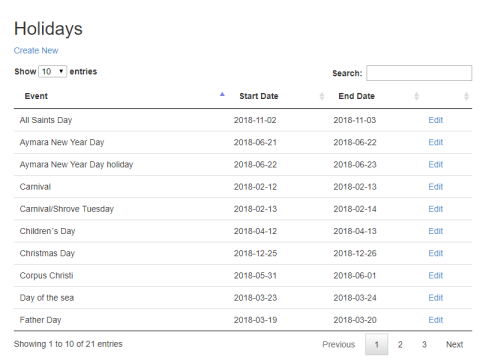 Holidays
Create New
Show 10 entries Search:
Event Start Date End Date
All Saints Day 2018-11-02 2018-11-03 Edit
Aymara New Year Day 2018-06-21 2018-06-22 Edit
Aymara New Year Day holiday 2018-06-22 2018-06-23 Edit
Carnival 2018-02-12 2018-02-13 Edit
Carnival/Shrove Tuesday 2018-02-13 2018-02-14 Edit
Children´s Day 2018-04-12 2018-04-13 Edit
Christmas Day 2018-12-25 2018-12-26 Edit
Corpus Christi 2018-05-31 2018-06-01 Edit
Day of the sea 2018-03-23 2018-03-24 Edit
Father Day 2018-03-19 2018-03-20 Edit
Showing 1 to 10 of 21 entries Previous 1 2 3 Next